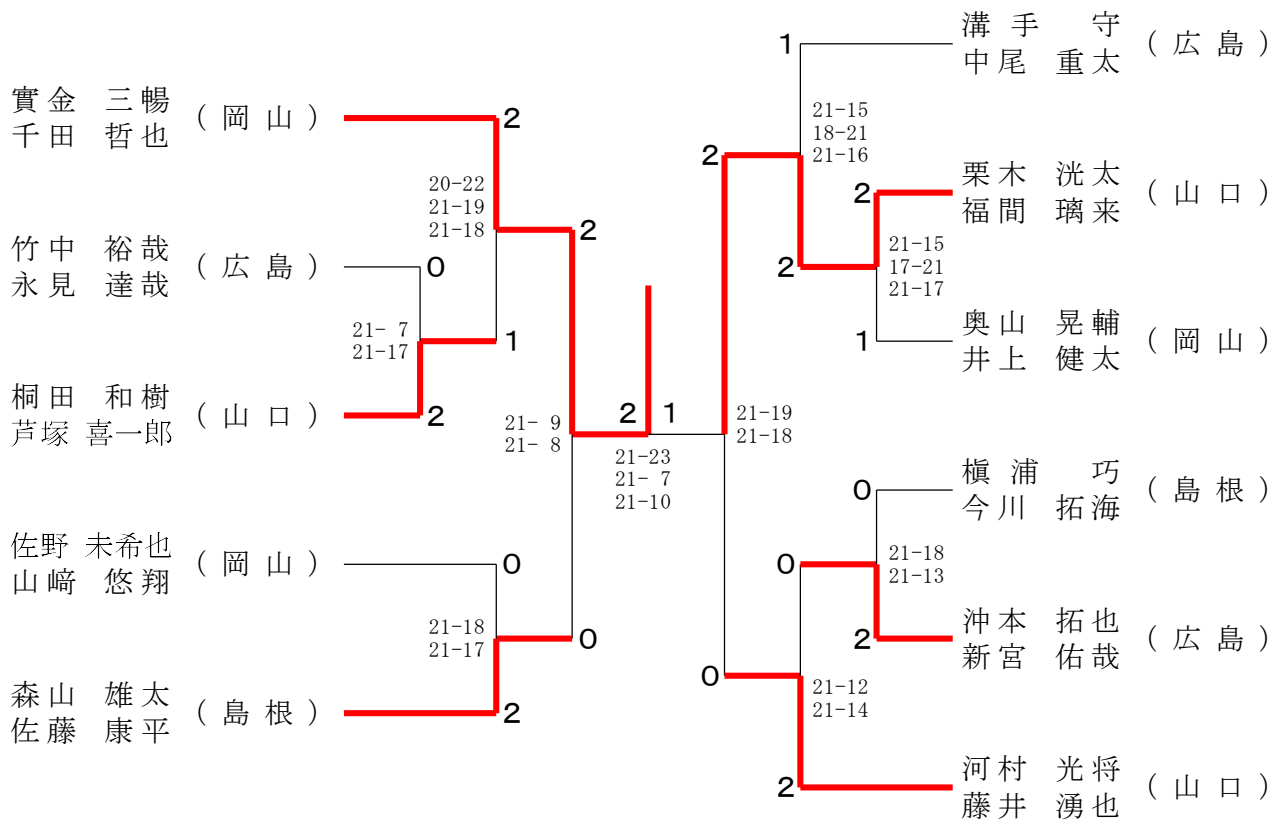 實金 三暢
千田 哲也
(岡山)
2
20-22
21-19
21-18
竹中 裕哉
永見 達哉
(広島)
0
21- 7
21-17
1
桐田 和樹
芦塚 喜一郎
(山口)
2
2
21- 9
21- 8
佐野 未希也
山﨑 悠翔
(岡山)
0
21-18
21-17
0
森山 雄太
佐藤 康平
(島根)
2
2 1
21-23
21- 7
21-10
1
溝手 守
中尾 重太
(広島)
21-15
18-21
21-16
2
2
栗木 洸太
福間 璃来
(山口)
21-15
17-21
21-17
2
1
奥山 晃輔
井上 健太
(岡山)
21-19
21-18
0
槇浦 巧
今川 拓海
(島根)
21-18
21-13
0
2
沖本 拓也
新宮 佑哉
(広島)
0
21-12
21-14
2
河村 光将
藤井 湧也
(山口)